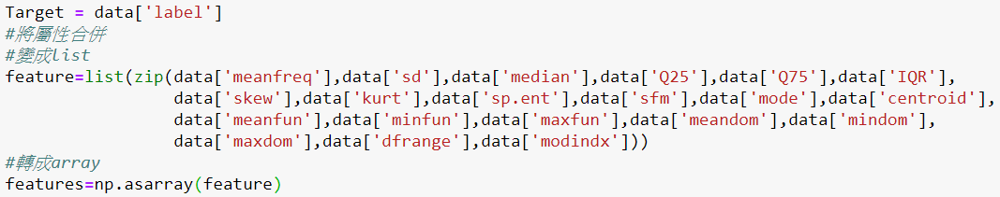 Target = data['label']
#將屬性合併
#變成list
feature=list(zip(data['meanfreq'],data['sd'],data['median'],data['Q25'],data['Q75'],data['IQR'],
data['skew'],data['kurt'],data['sp.ent'],data['sfm'],data['mode'],data['centroid'],
data['meanfun'],data['minfun'],data['maxfun'],data['meandom'],data['mindom'],
data['maxdom'],data['dfrange'],data['modindx']))
#轉成array
features=np.asarray(feature)